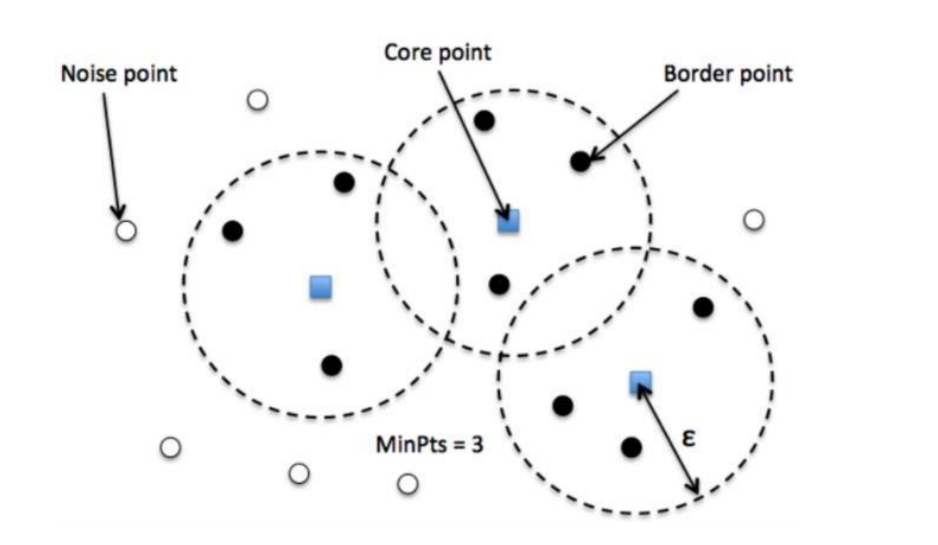 Core point
Noise point
Border point
MinPts = 3
ε